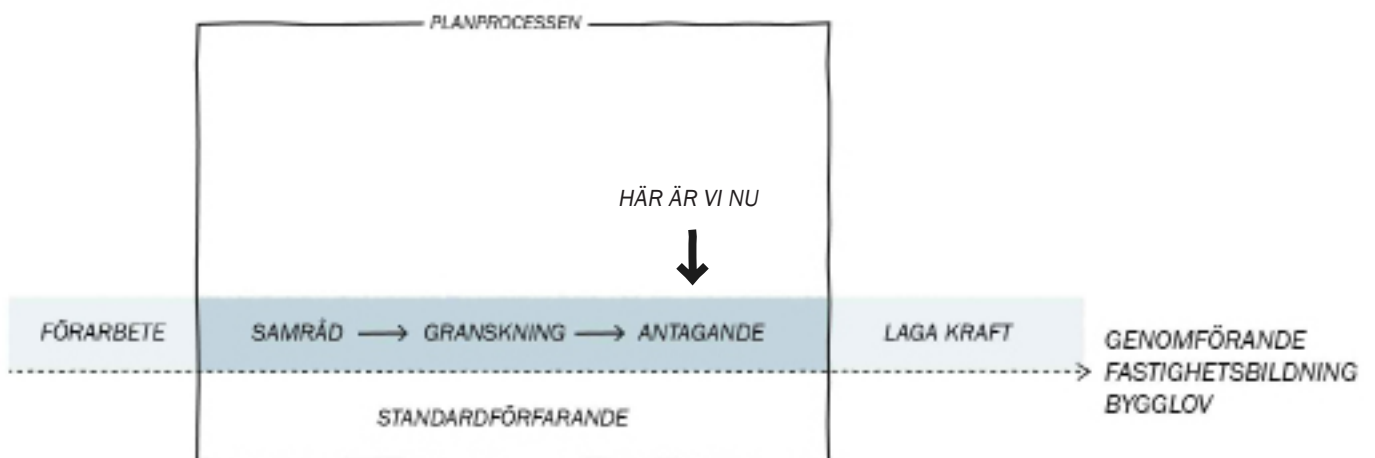 PLANPROCESSEN
HÄR ÄR VI NU
FÖRARBETE
SAMRÅD
GRANSKNING
ANTAGANDE
LAGA KRAFT
GENOMFÖRANDE
FASTIGHETSBILDNING
BYGGLOV
STANDARDFÖRFARANDE